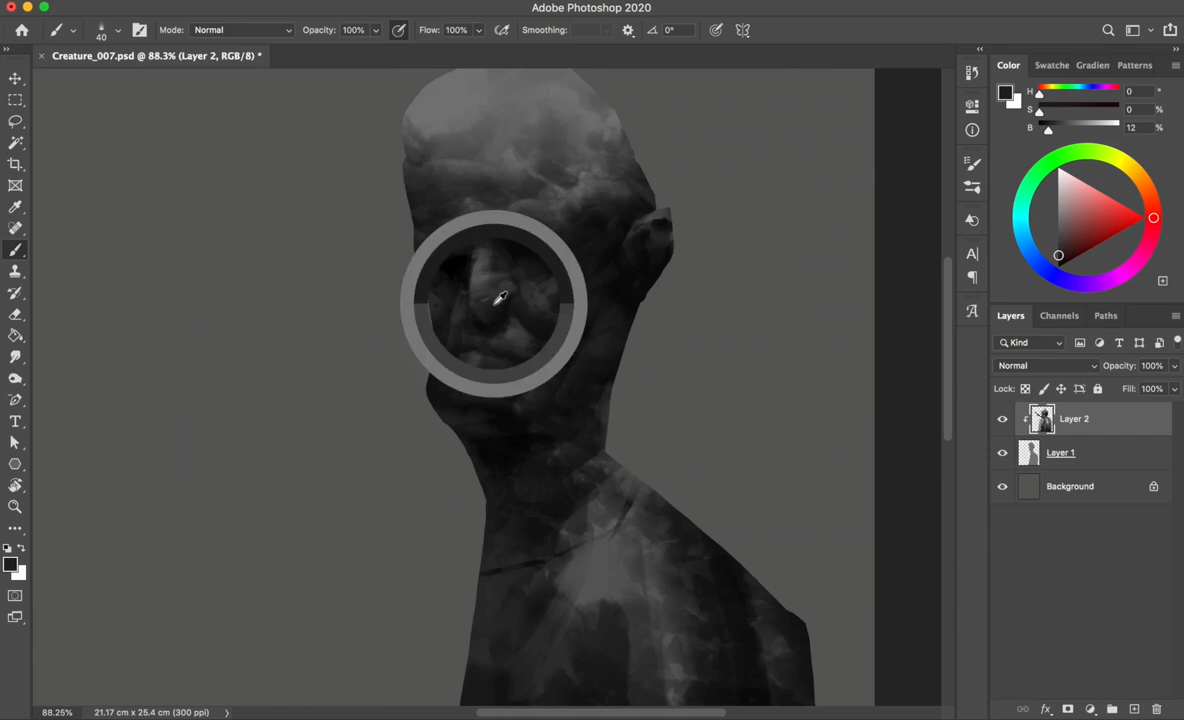 Adobe Photoshop 2020
40
Mode: Normal
Opacity: 100%
Flow: 100%
Smoothing:
0°
Creature_007.psd @ 88.3% (Layer 2, RGB/8) *
Color Swatche Gradien Patterns
H 0 °
S 0 %
B 12 %
Layers Channels Paths
Kind
Normal Opacity: 100%
Lock: Fill: 100%
Layer 2
Layer 1
Background
88.25% 21.17 cm x 25.4 cm (300 ppi)